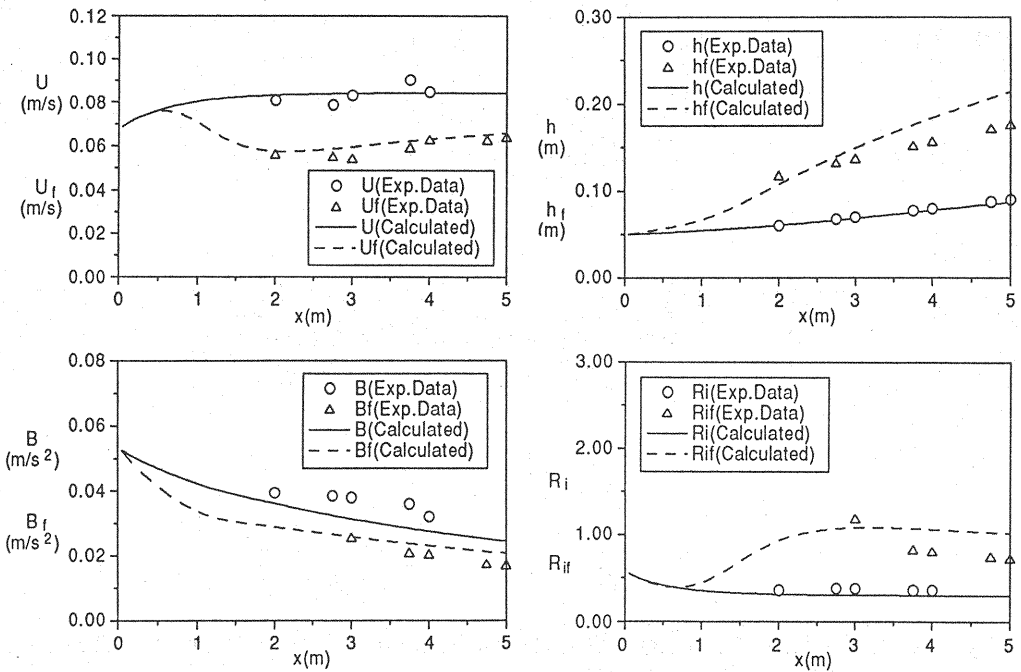 0.12
0.10
U
(m/s)
0.08
0.06
U f
(m/s)
0.04
0.02
0.00
U(Exp.Data)
Uf(Exp.Data)
U(Calculated)
Uf(Calculated)
0 1 2 3 4 5
x(m)
0.30
0.20
h
(m)
0.10
h f
(m)
0.00
h(Exp.Data)
hf(Exp.Data)
h(Calculated)
hf(Calculated)
0 1 2 3 4 5
x(m)
0.08
0.06
B
(m/s 2)
0.04
B f
(m/s 2)
0.02
0.00
B(Exp.Data)
Bf(Exp.Data)
B(Calculated)
Bf(Calculated)
0 1 2 3 4 5
x(m)
3.00
2.00
R i
1.00
R if
0.00
Ri(Exp.Data)
Rif(Exp.Data)
Ri(Calculated)
Rif(Calculated)
0 1 2 3 4 5
x(m)